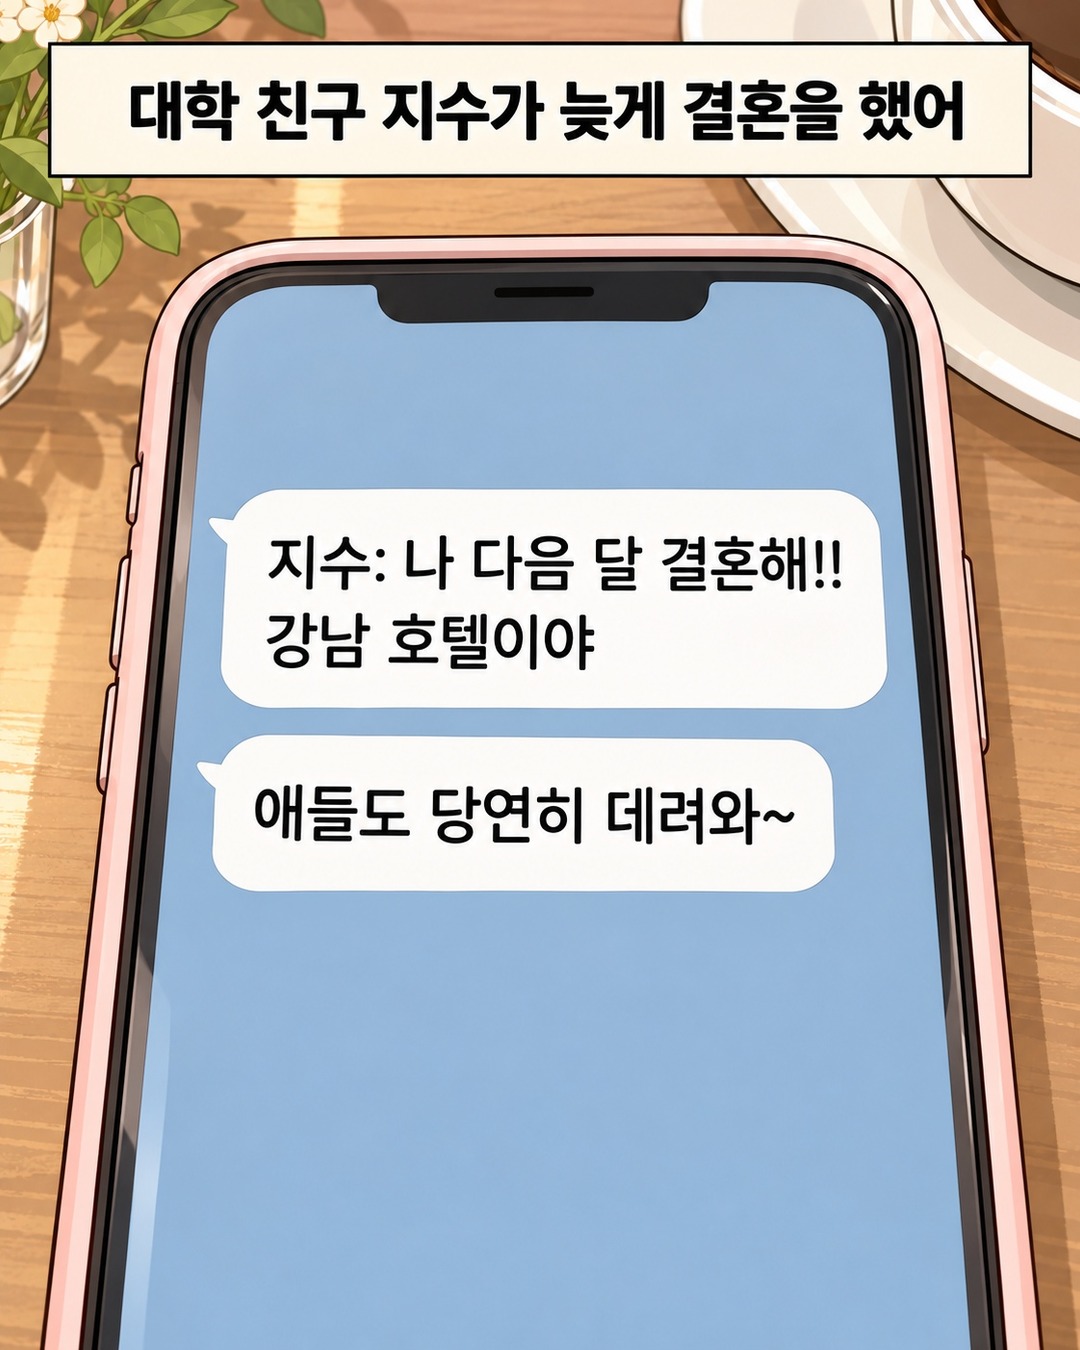 대학 친구 지수가 늦게 결혼을 했어
지수: 나 다음 달 결혼해!!
강남 호텔이야
애들도 당연히 데려와~